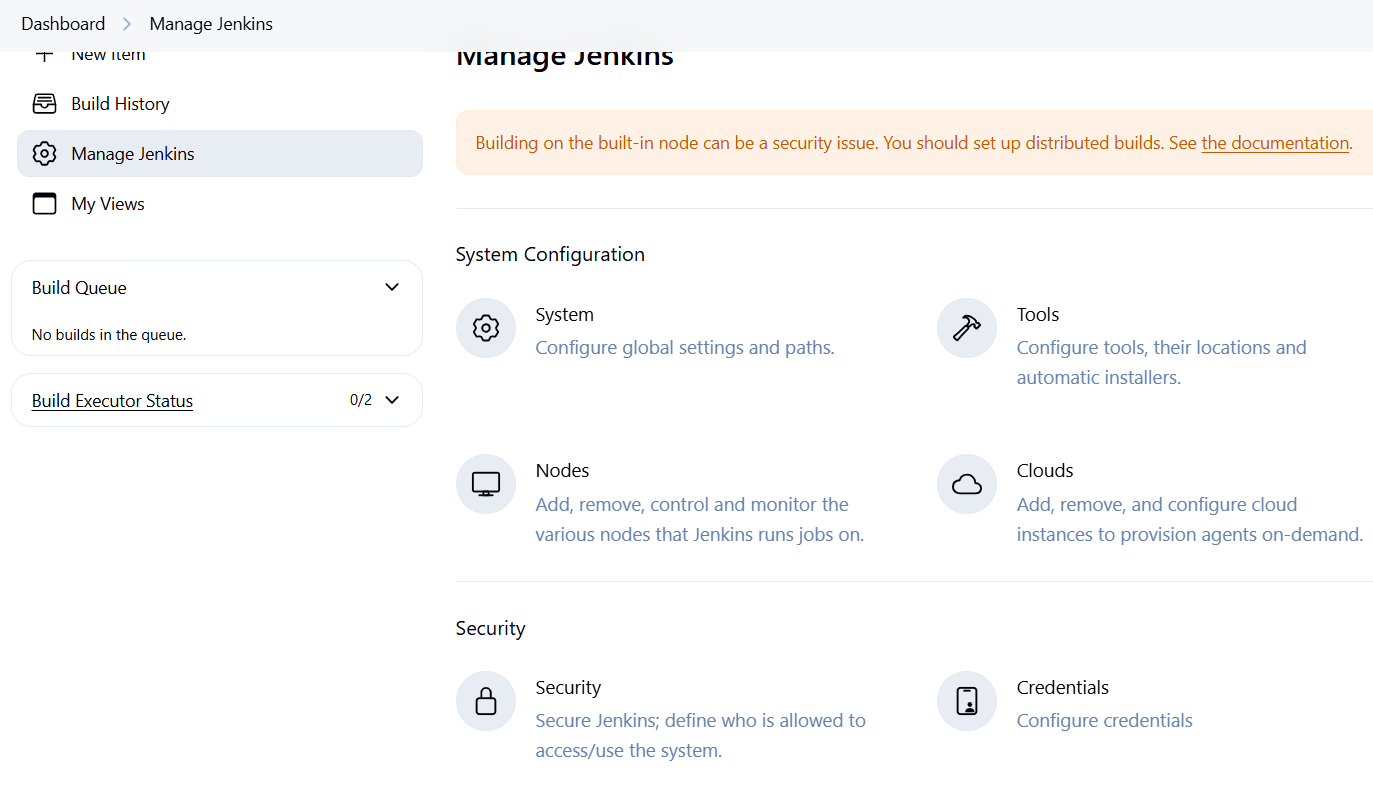 Dashboard
Manage Jenkins
New Item
Build History
Manage Jenkins
My Views
Build Queue
No builds in the queue.
Build Executor Status
0/2
Manage Jenkins
Building on the built-in node can be a security issue. You should set up distributed builds. See the documentation.
System Configuration
System
Configure global settings and paths.
Tools
Configure tools, their locations and
automatic installers.
Nodes
Add, remove, control and monitor the
various nodes that Jenkins runs jobs on.
Clouds
Add, remove, and configure cloud
instances to provision agents on-demand.
Security
Security
Secure Jenkins; define who is allowed to
access/use the system.
Credentials
Configure credentials